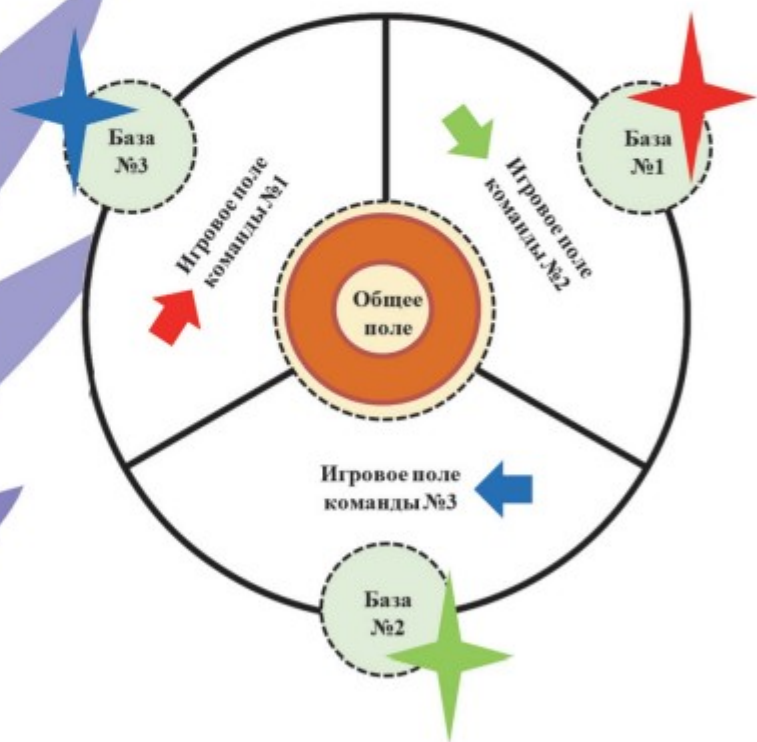 База
№3
База
№1
Игровое поле
команды №1
Игровое поле
команды №2
Общее
поле
Игровое поле
команды №3
База
№2